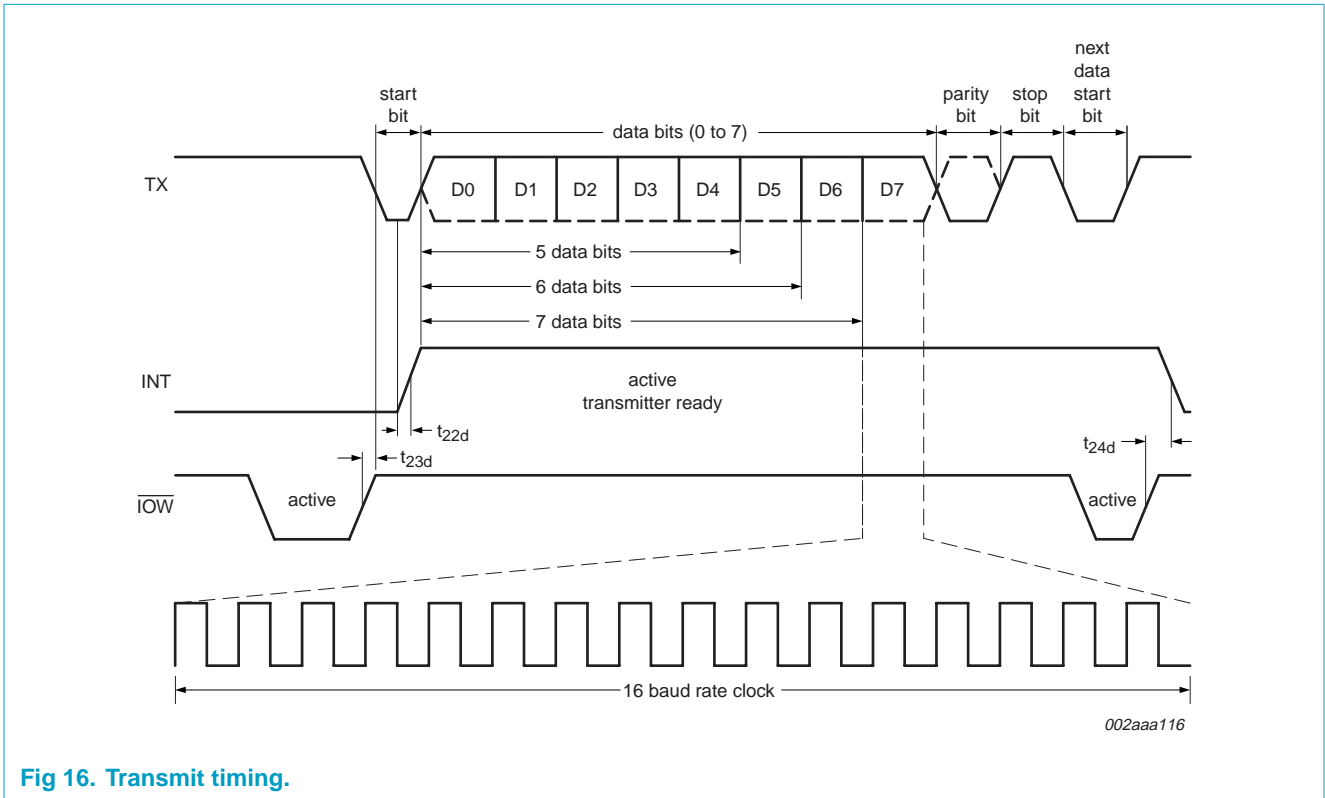 next
data
start
bit
start
bit
parity
bit
stop
bit
data bits (0 to 7)
TX
D0 D1 D2 D3 D4 D5 D6 D7
5 data bits
6 data bits
7 data bits
INT
active
transmitter ready
t22d
t24d
t23d
IOW
active
active
16 baud rate clock
002aaa116
Fig 16. Transmit timing.